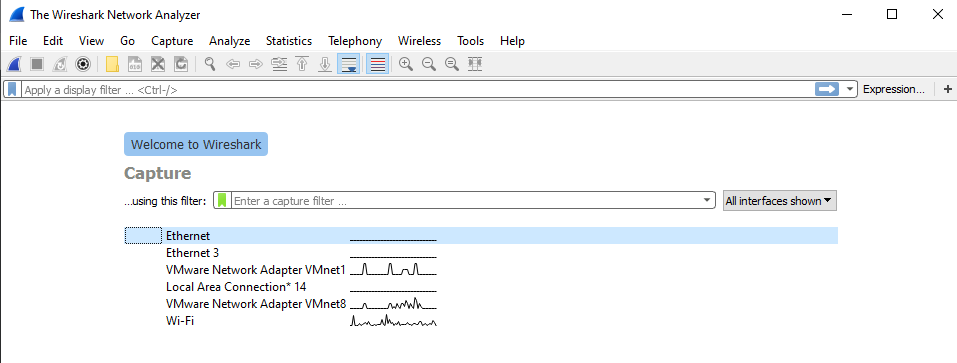 The Wireshark Network Analyzer
File Edit View Go Capture Analyze Statistics Telephony Wireless Tools Help
Apply a display filter ... <Ctrl-/> Expression... +
Welcome to Wireshark
Capture
...using this filter: Enter a capture filter ... All interfaces shown
Ethernet
Ethernet 3
VMware Network Adapter VMnet1
Local Area Connection* 14
VMware Network Adapter VMnet8
Wi-Fi